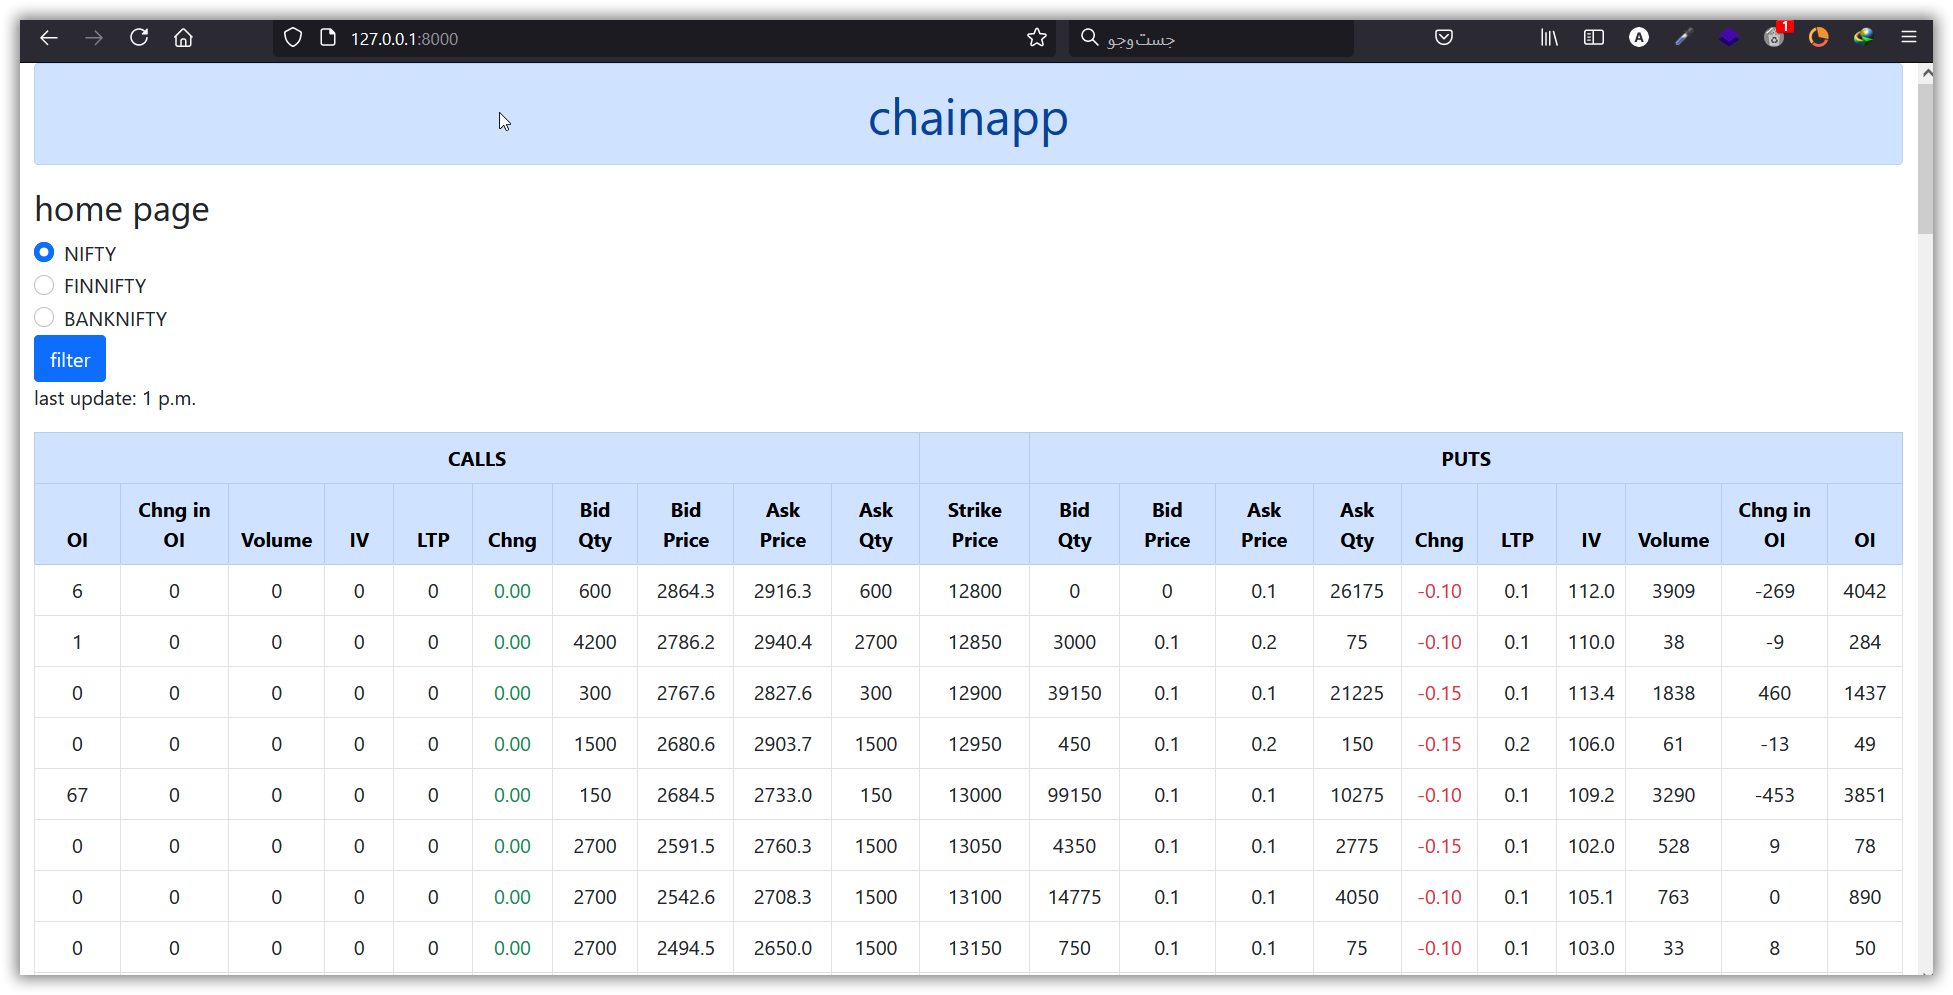 127.0.0.1:8000
جست‌وجو
A
1
chainapp
home page
NIFTY
FINNIFTY
BANKNIFTY
filter
last update: 1 p.m.
CALLS PUTS
OI Chng in OI Volume IV LTP Chng Bid Qty Bid Price Ask Price Ask Qty Strike Price Bid Qty Bid Price Ask Price Ask Qty Chng LTP IV Volume Chng in OI OI
6 0 0 0 0 0.00 600 2864.3 2916.3 600 12800 0 0 0.1 26175 -0.10 0.1 112.0 3909 -269 4042
1 0 0 0 0 0.00 4200 2786.2 2940.4 2700 12850 3000 0.1 0.2 75 -0.10 0.1 110.0 38 -9 284
0 0 0 0 0 0.00 300 2767.6 2827.6 300 12900 39150 0.1 0.1 21225 -0.15 0.1 113.4 1838 460 1437
0 0 0 0 0 0.00 1500 2680.6 2903.7 1500 12950 450 0.1 0.2 150 -0.15 0.2 106.0 61 -13 49
67 0 0 0 0 0.00 150 2684.5 2733.0 150 13000 99150 0.1 0.1 10275 -0.10 0.1 109.2 3290 -453 3851
0 0 0 0 0 0.00 2700 2591.5 2760.3 1500 13050 4350 0.1 0.1 2775 -0.15 0.1 102.0 528 9 78
0 0 0 0 0 0.00 2700 2542.6 2708.3 1500 13100 14775 0.1 0.1 4050 -0.10 0.1 105.1 763 0 890
0 0 0 0 0 0.00 2700 2494.5 2650.0 1500 13150 750 0.1 0.1 75 -0.10 0.1 103.0 33 8 50